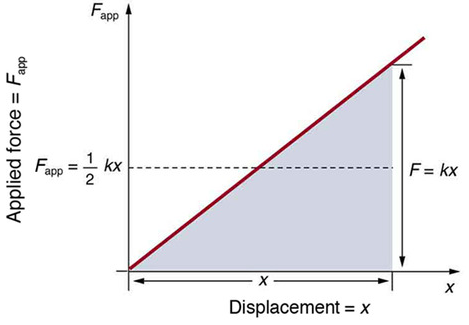 F_app
Applied force = F_app
F_app = 1/2 kx
F = kx
x
x
Displacement = x